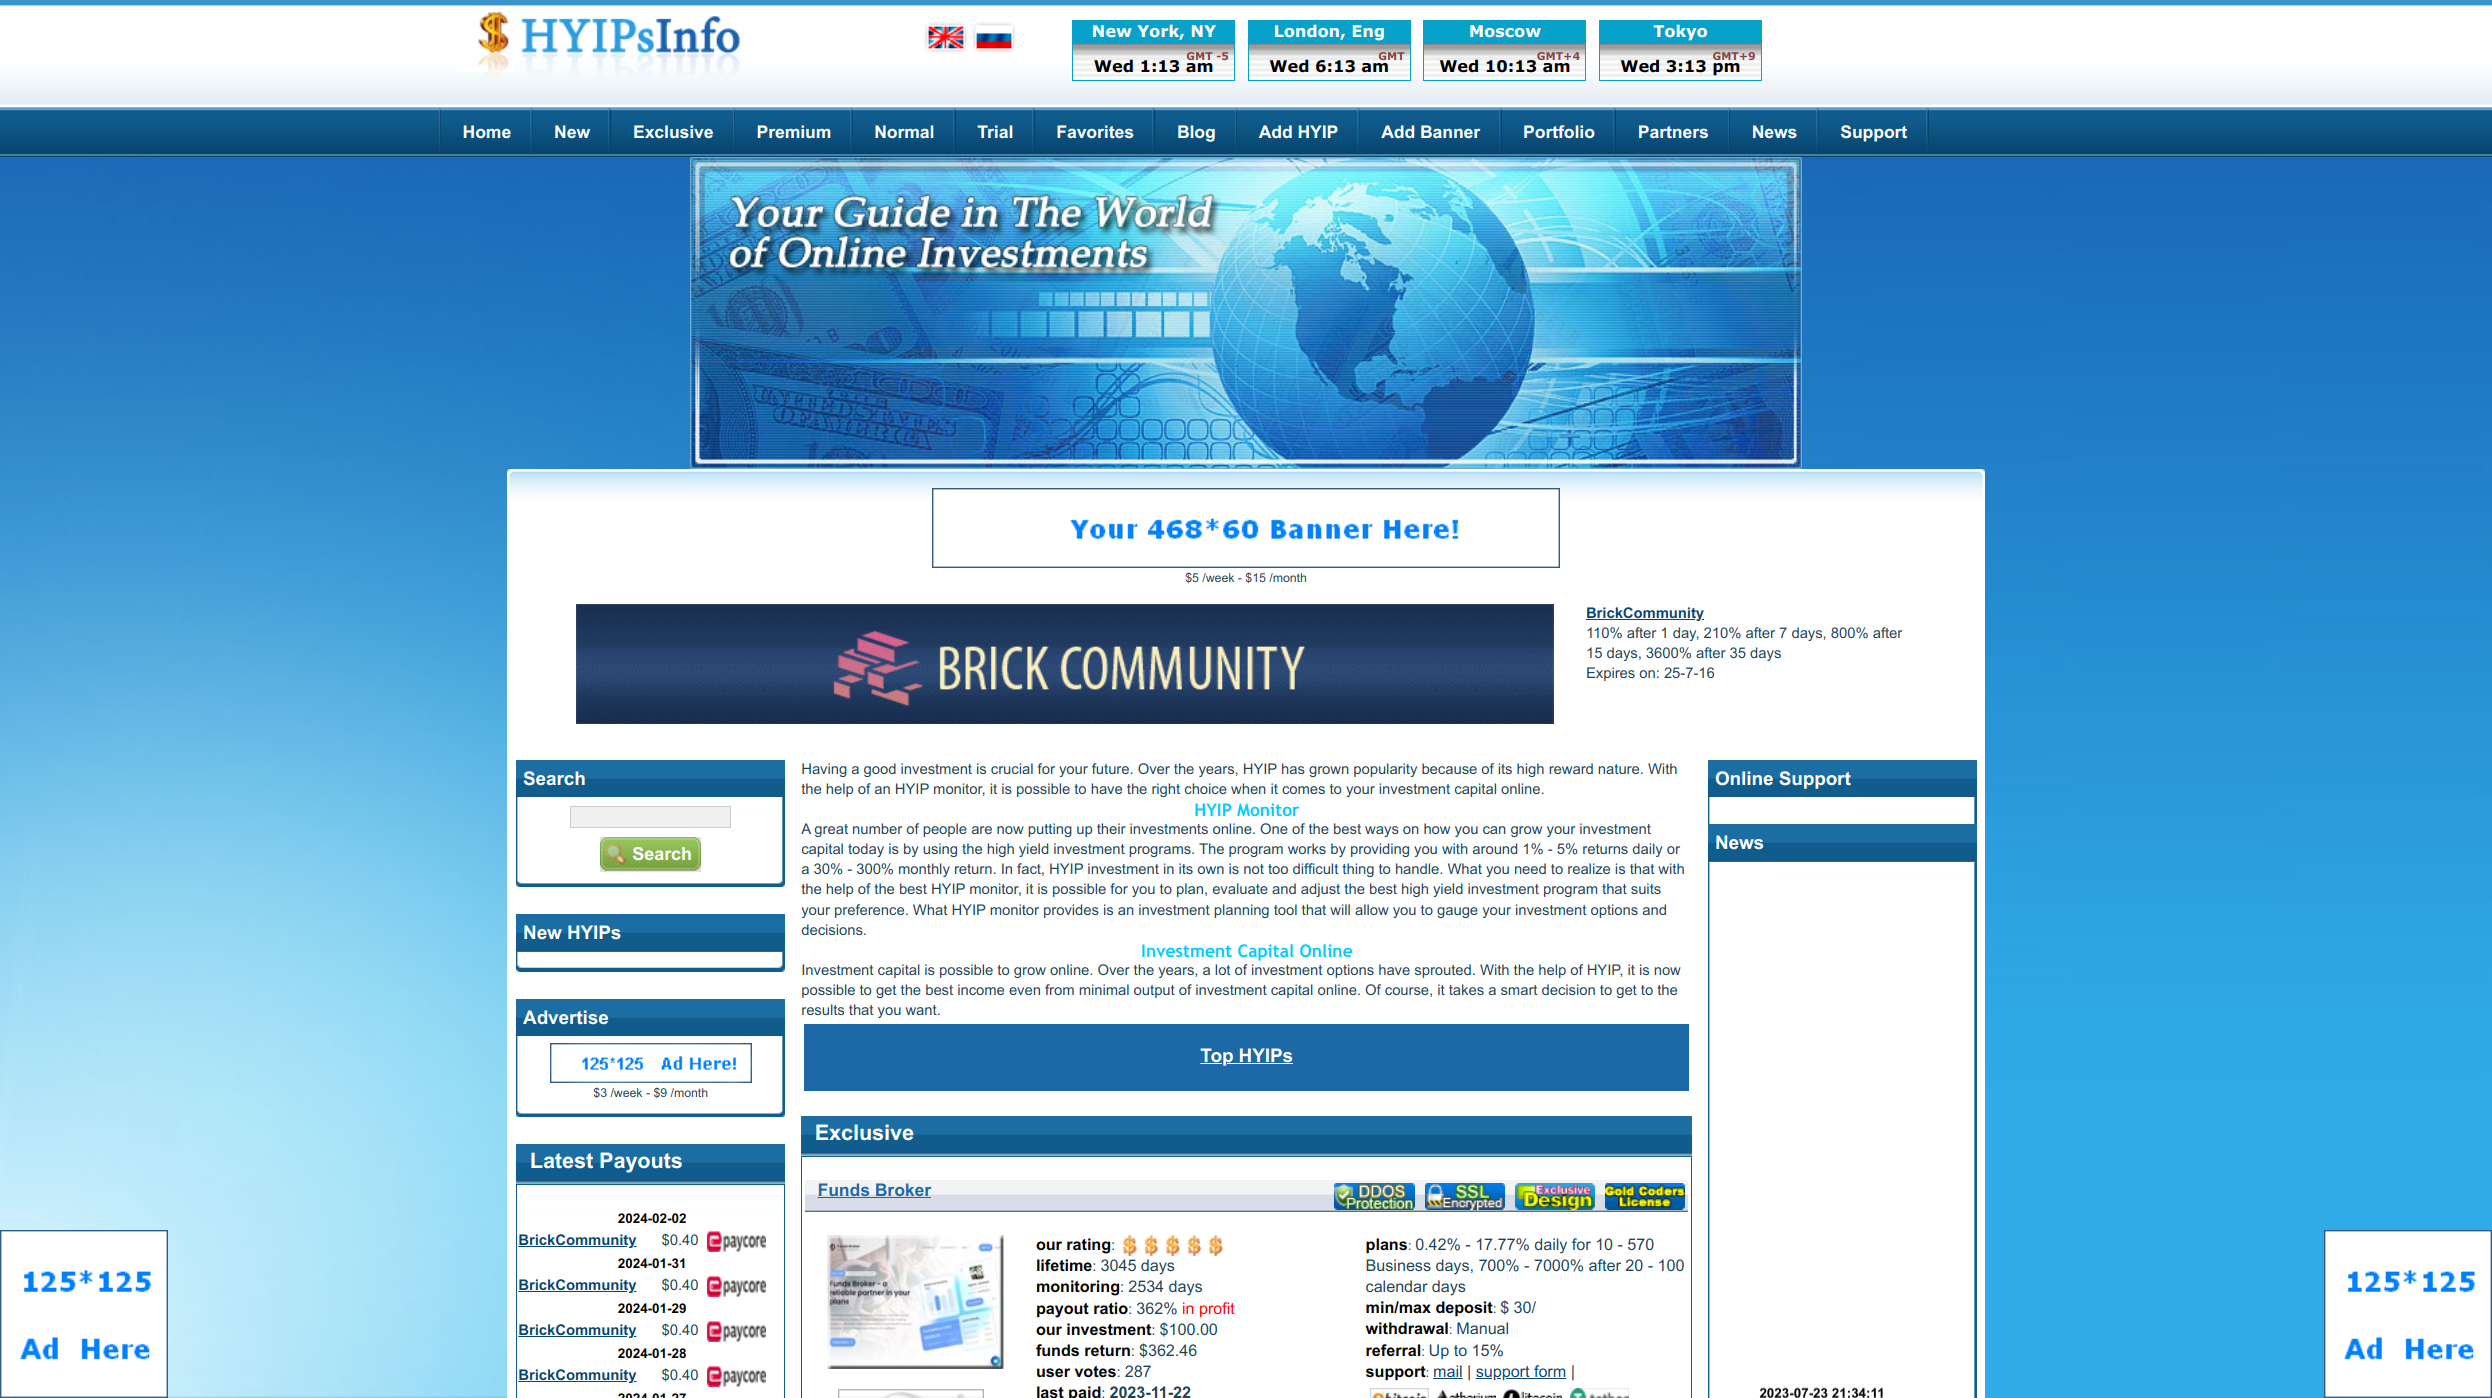 HYIPsInfo
New York, NY
GMT -5
Wed 1:13 am
London, Eng
GMT
Wed 6:13 am
Moscow
GMT+4
Wed 10:13 am
Tokyo
GMT+9
Wed 3:13 pm
Home New Exclusive Premium Normal Trial Favorites Blog Add HYIP Add Banner Portfolio Partners News Support
Your Guide in The World
of Online Investments
UNITED STATES
OF AMERICA
Your 468*60 Banner Here!
$5 /week - $15 /month
BRICK COMMUNITY
BrickCommunity
110% after 1 day, 210% after 7 days, 800% after
15 days, 3600% after 35 days
Expires on: 25-7-16
Search
Search
New HYIPs
Advertise
125*125 Ad Here!
$3 /week - $9 /month
Latest Payouts
2024-02-02
BrickCommunity $0.40 epaycore
2024-01-31
BrickCommunity $0.40 epaycore
2024-01-29
BrickCommunity $0.40 epaycore
2024-01-28
BrickCommunity $0.40 epaycore
2024-01-27
Having a good investment is crucial for your future. Over the years, HYIP has grown popularity because of its high reward nature. With
the help of an HYIP monitor, it is possible to have the right choice when it comes to your investment capital online.
HYIP Monitor
A great number of people are now putting up their investments online. One of the best ways on how you can grow your investment
capital today is by using the high yield investment programs. The program works by providing you with around 1% - 5% returns daily or
a 30% - 300% monthly return. In fact, HYIP investment in its own is not too difficult thing to handle. What you need to realize is that with
the help of the best HYIP monitor, it is possible for you to plan, evaluate and adjust the best high yield investment program that suits
your preference. What HYIP monitor provides is an investment planning tool that will allow you to gauge your investment options and
decisions.
Investment Capital Online
Investment capital is possible to grow online. Over the years, a lot of investment options have sprouted. With the help of HYIP, it is now
possible to get the best income even from minimal output of investment capital online. Of course, it takes a smart decision to get to the
results that you want.
Top HYIPs
Exclusive
Funds Broker
DDOS Protection
SSL Encrypted
Exclusive Design
Gold Coders License
Funds Broker – a
reliable partner in your
plans
our rating:
lifetime: 3045 days
monitoring: 2534 days
payout ratio: 362% in profit
our investment: $100.00
funds return: $362.46
user votes: 287
last paid: 2023-11-22
plans: 0.42% - 17.77% daily for 10 - 570
Business days, 700% - 7000% after 20 - 100
calendar days
min/max deposit: $ 30/
withdrawal: Manual
referral: Up to 15%
support: mail | support form |
bitcoin ethereum litecoin tether
Online Support
News
2023-07-23 21:34:11
125*125
Ad Here
125*125
Ad Here